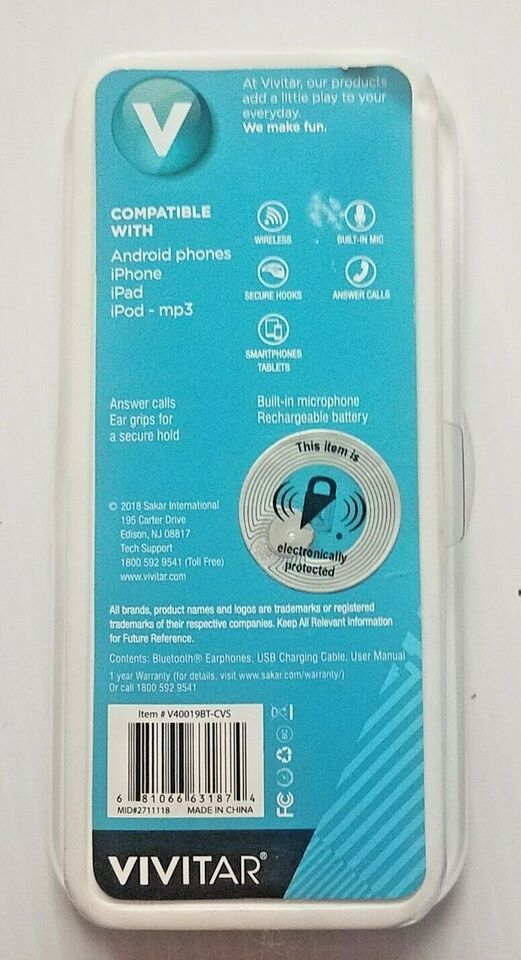 V
At Vivitar, our products
add a little play to your
everyday.
We make fun.
COMPATIBLE
WITH
Android phones
iPhone
iPad
iPod - mp3
WIRELESS
BUILT-IN MIC
SECURE HOOKS
ANSWER CALLS
SMARTPHONES
TABLETS
Answer calls
Ear grips for
a secure hold
Built-in microphone
Rechargeable battery
This item is
electronically
protected
© 2018 Sakar International
195 Carter Drive
Edison, NJ 08817
Tech Support
1800 592 9541 (Toll Free)
www.vivitar.com
All brands, product names and logos are trademarks or registered
trademarks of their respective companies. Keep All Relevant Information
for Future Reference.
Contents: Bluetooth® Earphones, USB Charging Cable, User Manual
1 year Warranty (for details, visit www.sakar.com/warranty/)
Or call 1800 592 9541
Item # V40019BT-CVS
6 81066 63187 4
MID#2711118 MADE IN CHINA
FC
VIVITAR®